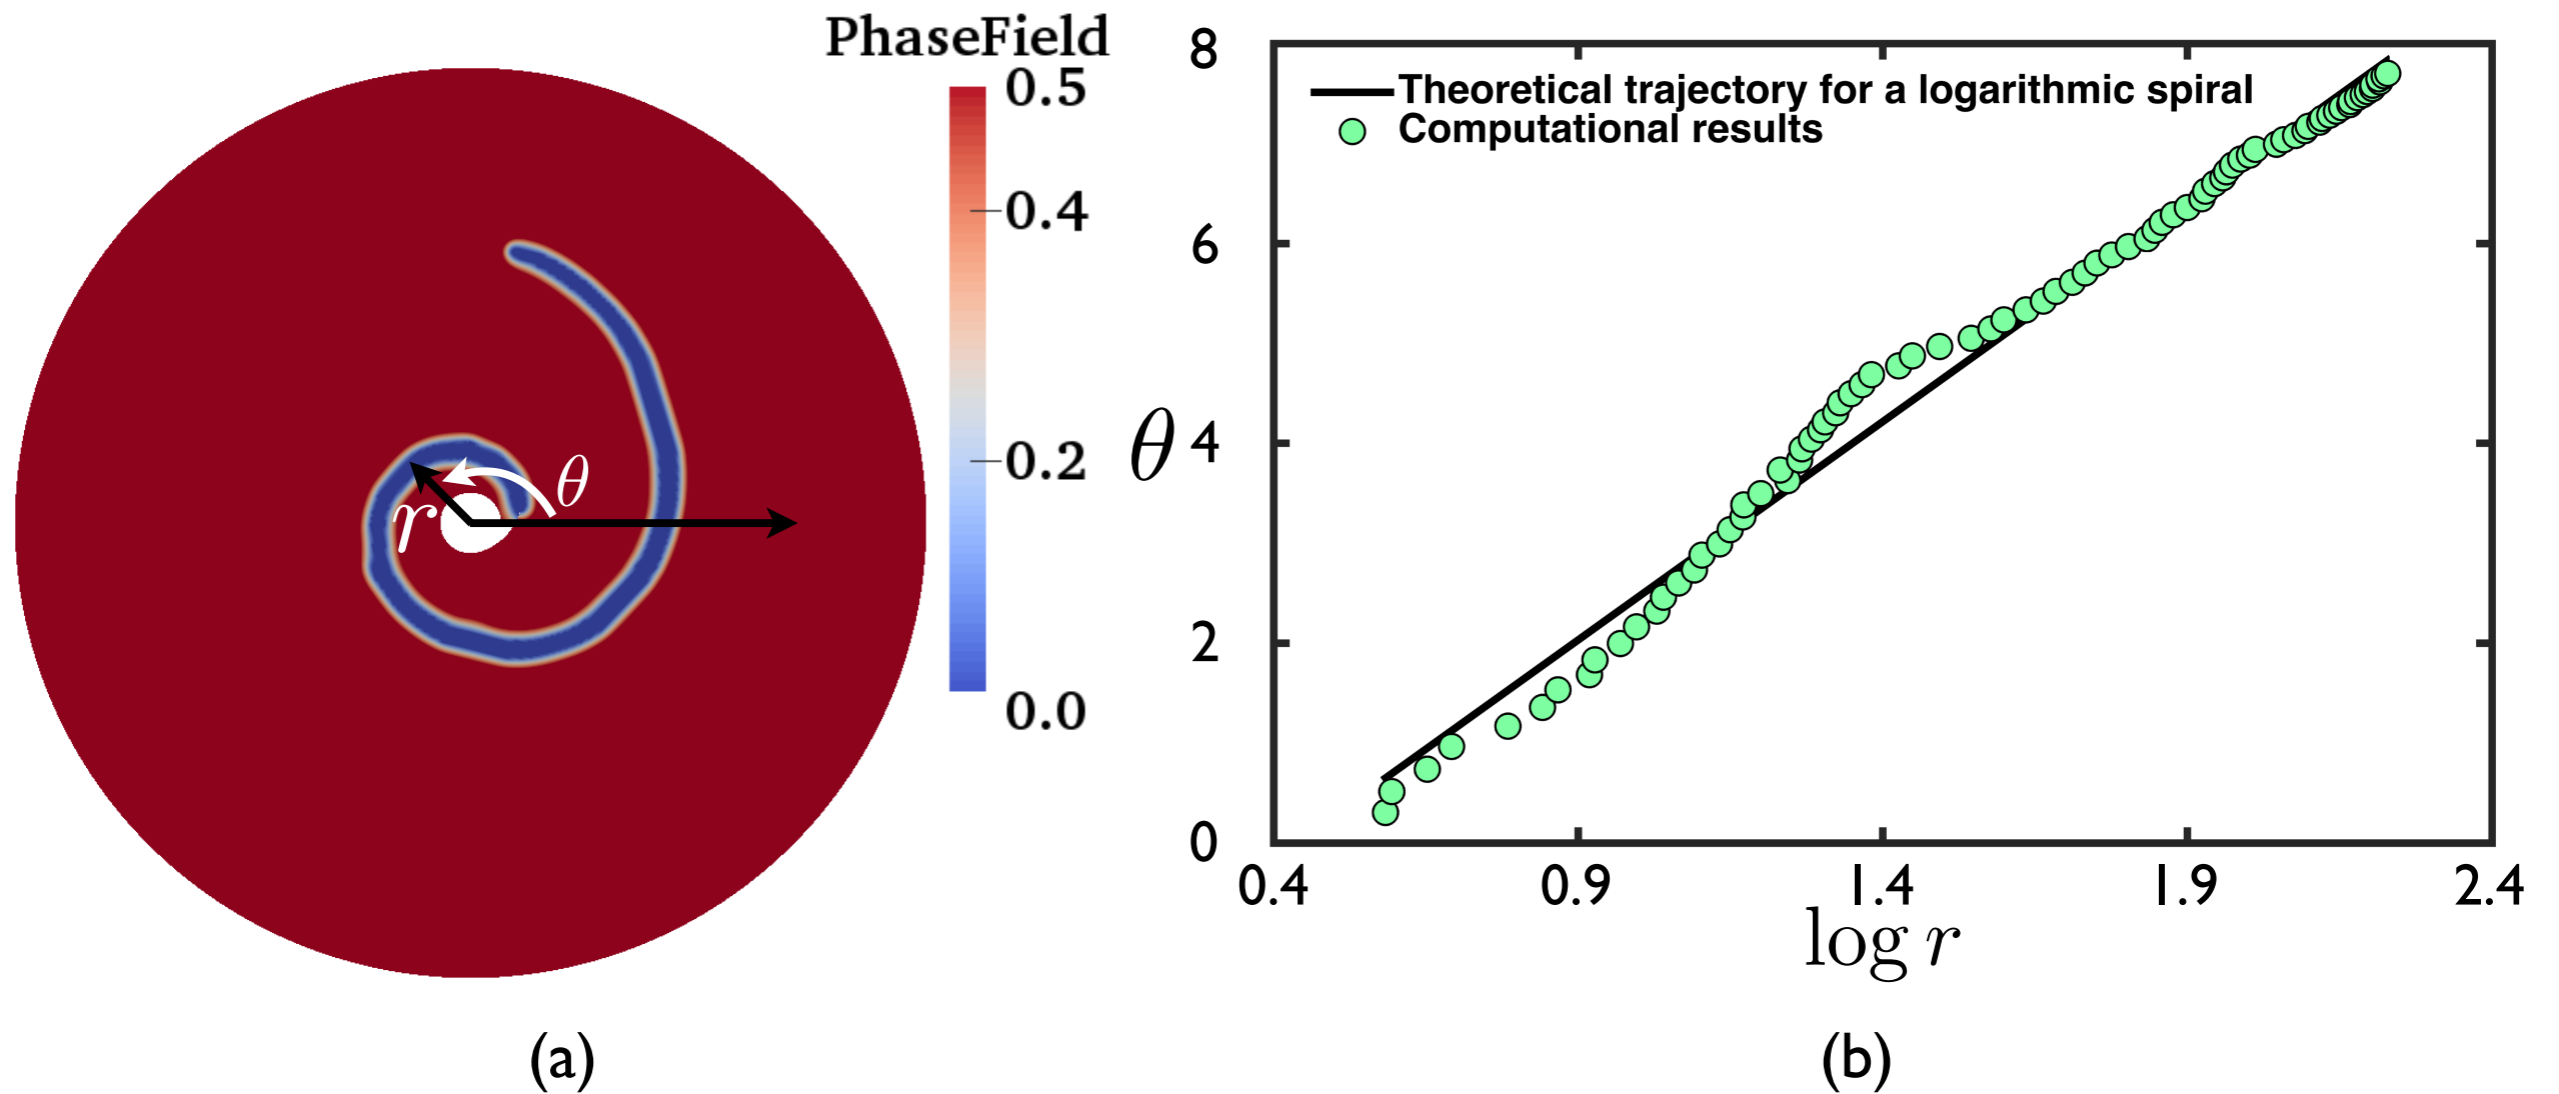 PhaseField
0.5
0.4
0.2
0.0
θ
r
(a)
8
6
4
2
0
θ
Theoretical trajectory for a logarithmic spiral
Computational results
0.4 0.9 1.4 1.9 2.4
log r
(b)